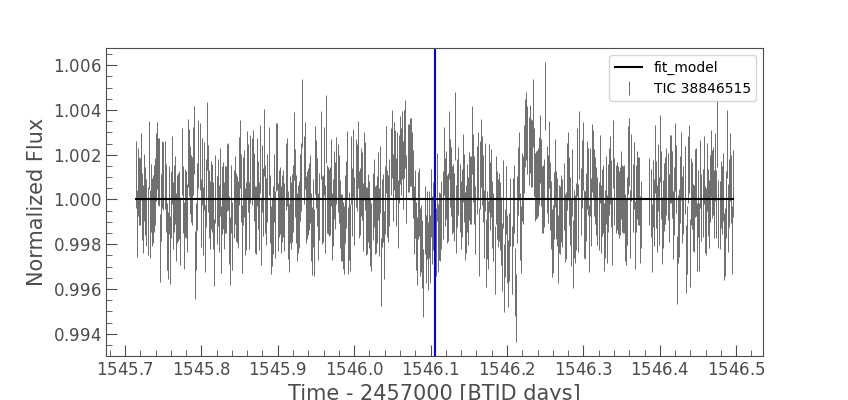 1.006
1.004
1.002
1.000
0.998
0.996
0.994
Normalized Flux
fit_model
TIC 38846515
1545.7 1545.8 1545.9 1546.0 1546.1 1546.2 1546.3 1546.4 1546.5
Time - 2457000 [BTJD days]